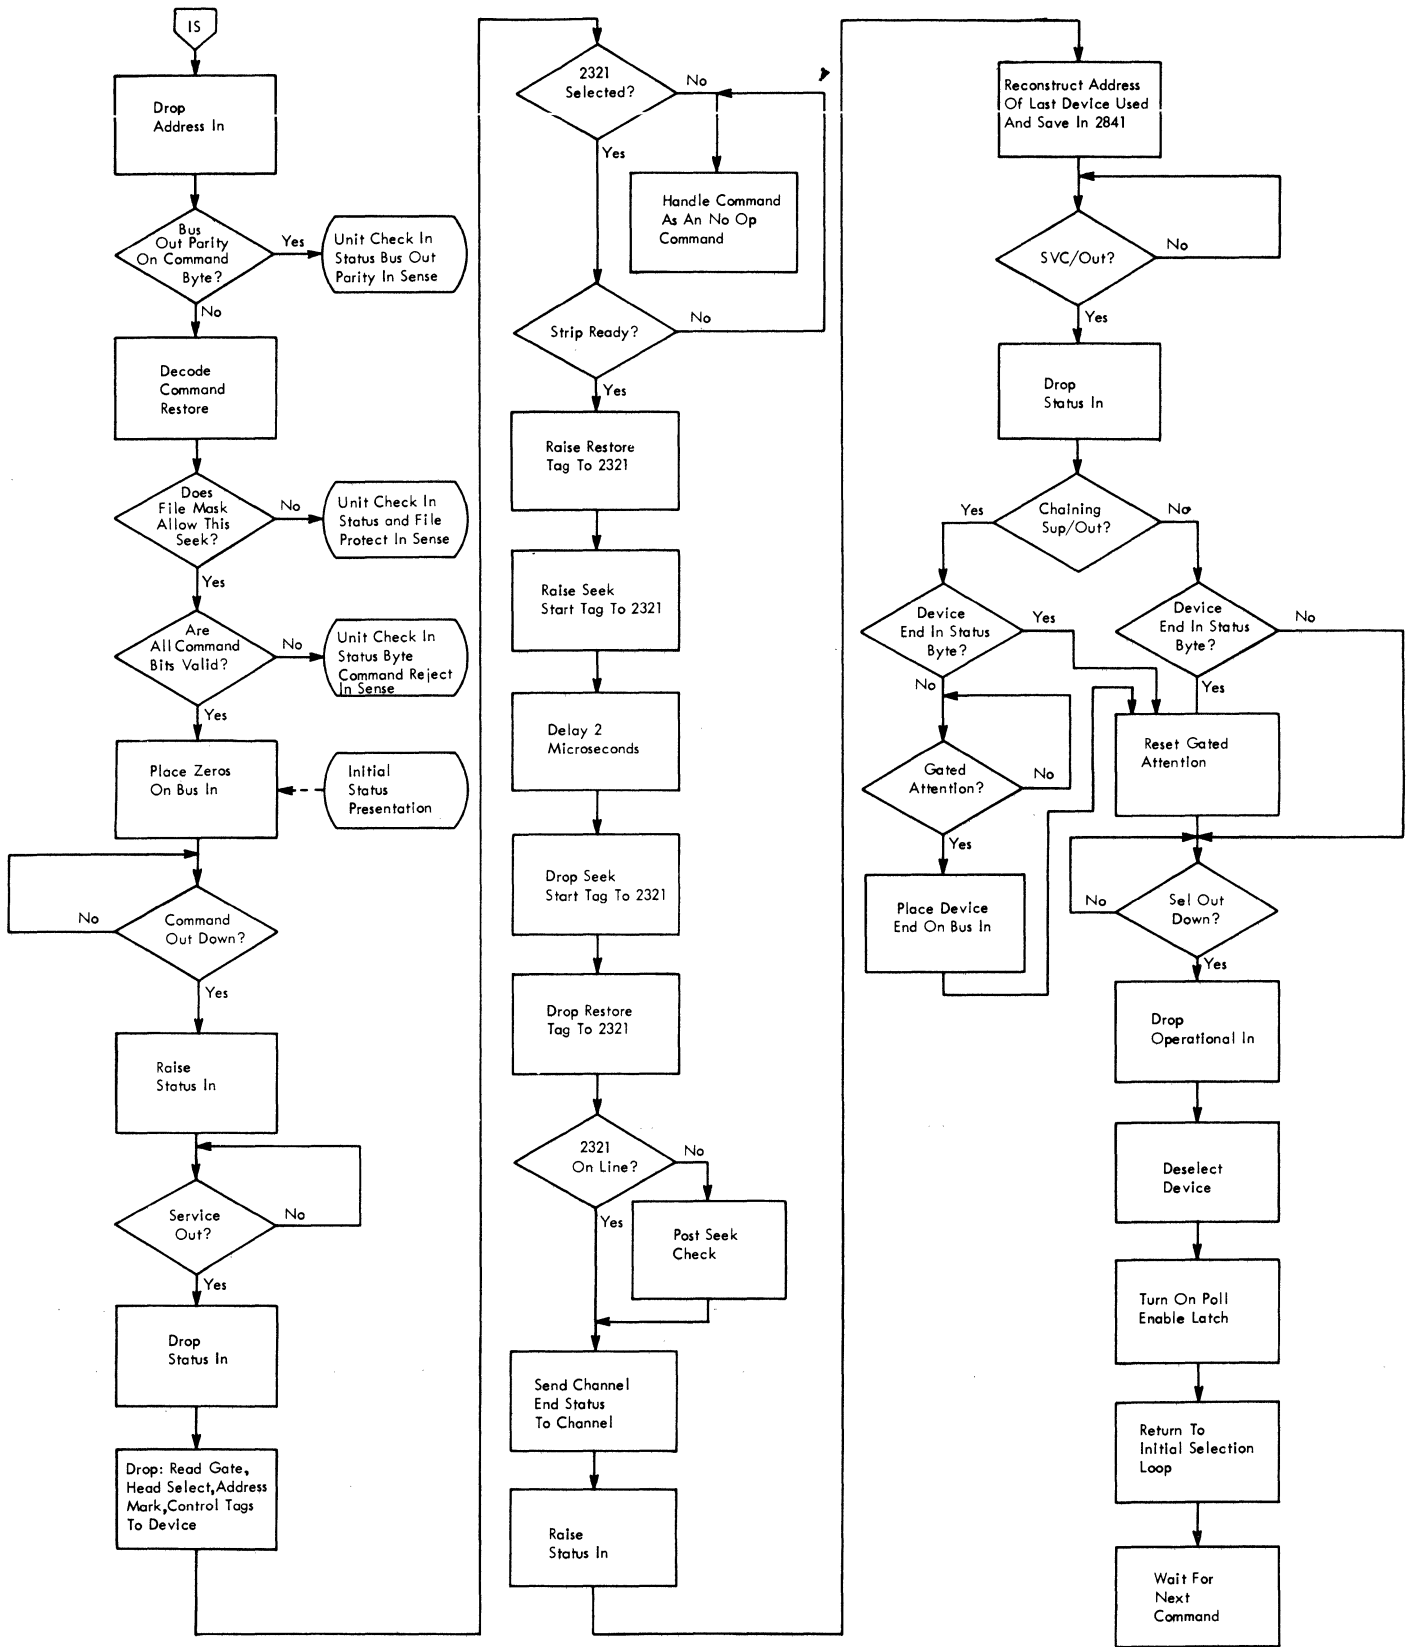 IS
Drop
Address In
Bus
Out Parity
On Command
Byte?
Yes
Unit Check In
Status Bus Out
Parity In Sense
No
Decode
Command
Restore
Does
File Mask
Allow This
Seek?
No
Unit Check In
Status and File
Protect In Sense
Yes
Are
All Command
Bits Valid?
No
Unit Check In
Status Byte
Command Reject
In Sense
Yes
Place Zeros
On Bus In
Initial
Status
Presentation
No
Command
Out Down?
Yes
Raise
Status In
Service
Out?
No
Yes
Drop
Status In
Drop: Read Gate,
Head Select,Address
Mark,Control Tags
To Device
2321
Selected?
No
Yes
Handle Command
As An No Op
Command
Strip Ready?
No
Yes
Raise Restore
Tag To 2321
Raise Seek
Start Tag To 2321
Delay 2
Microseconds
Drop Seek
Start Tag To 2321
Drop Restore
Tag To 2321
2321
On Line?
No
Yes
Post Seek
Check
Send Channel
End Status
To Channel
Raise
Status In
Reconstruct Address
Of Last Device Used
And Save In 2841
SVC/Out?
No
Yes
Drop
Status In
Yes
Chaining
Sup/Out?
No
Device
End In Status
Byte?
Yes
Device
End In Status
Byte?
No
No
Yes
Gated
Attention?
No
Reset Gated
Attention
Yes
Place Device
End On Bus In
No
Sel Out
Down?
Yes
Drop
Operational In
Deselect
Device
Turn On Poll
Enable Latch
Return To
Initial Selection
Loop
Wait For
Next
Command